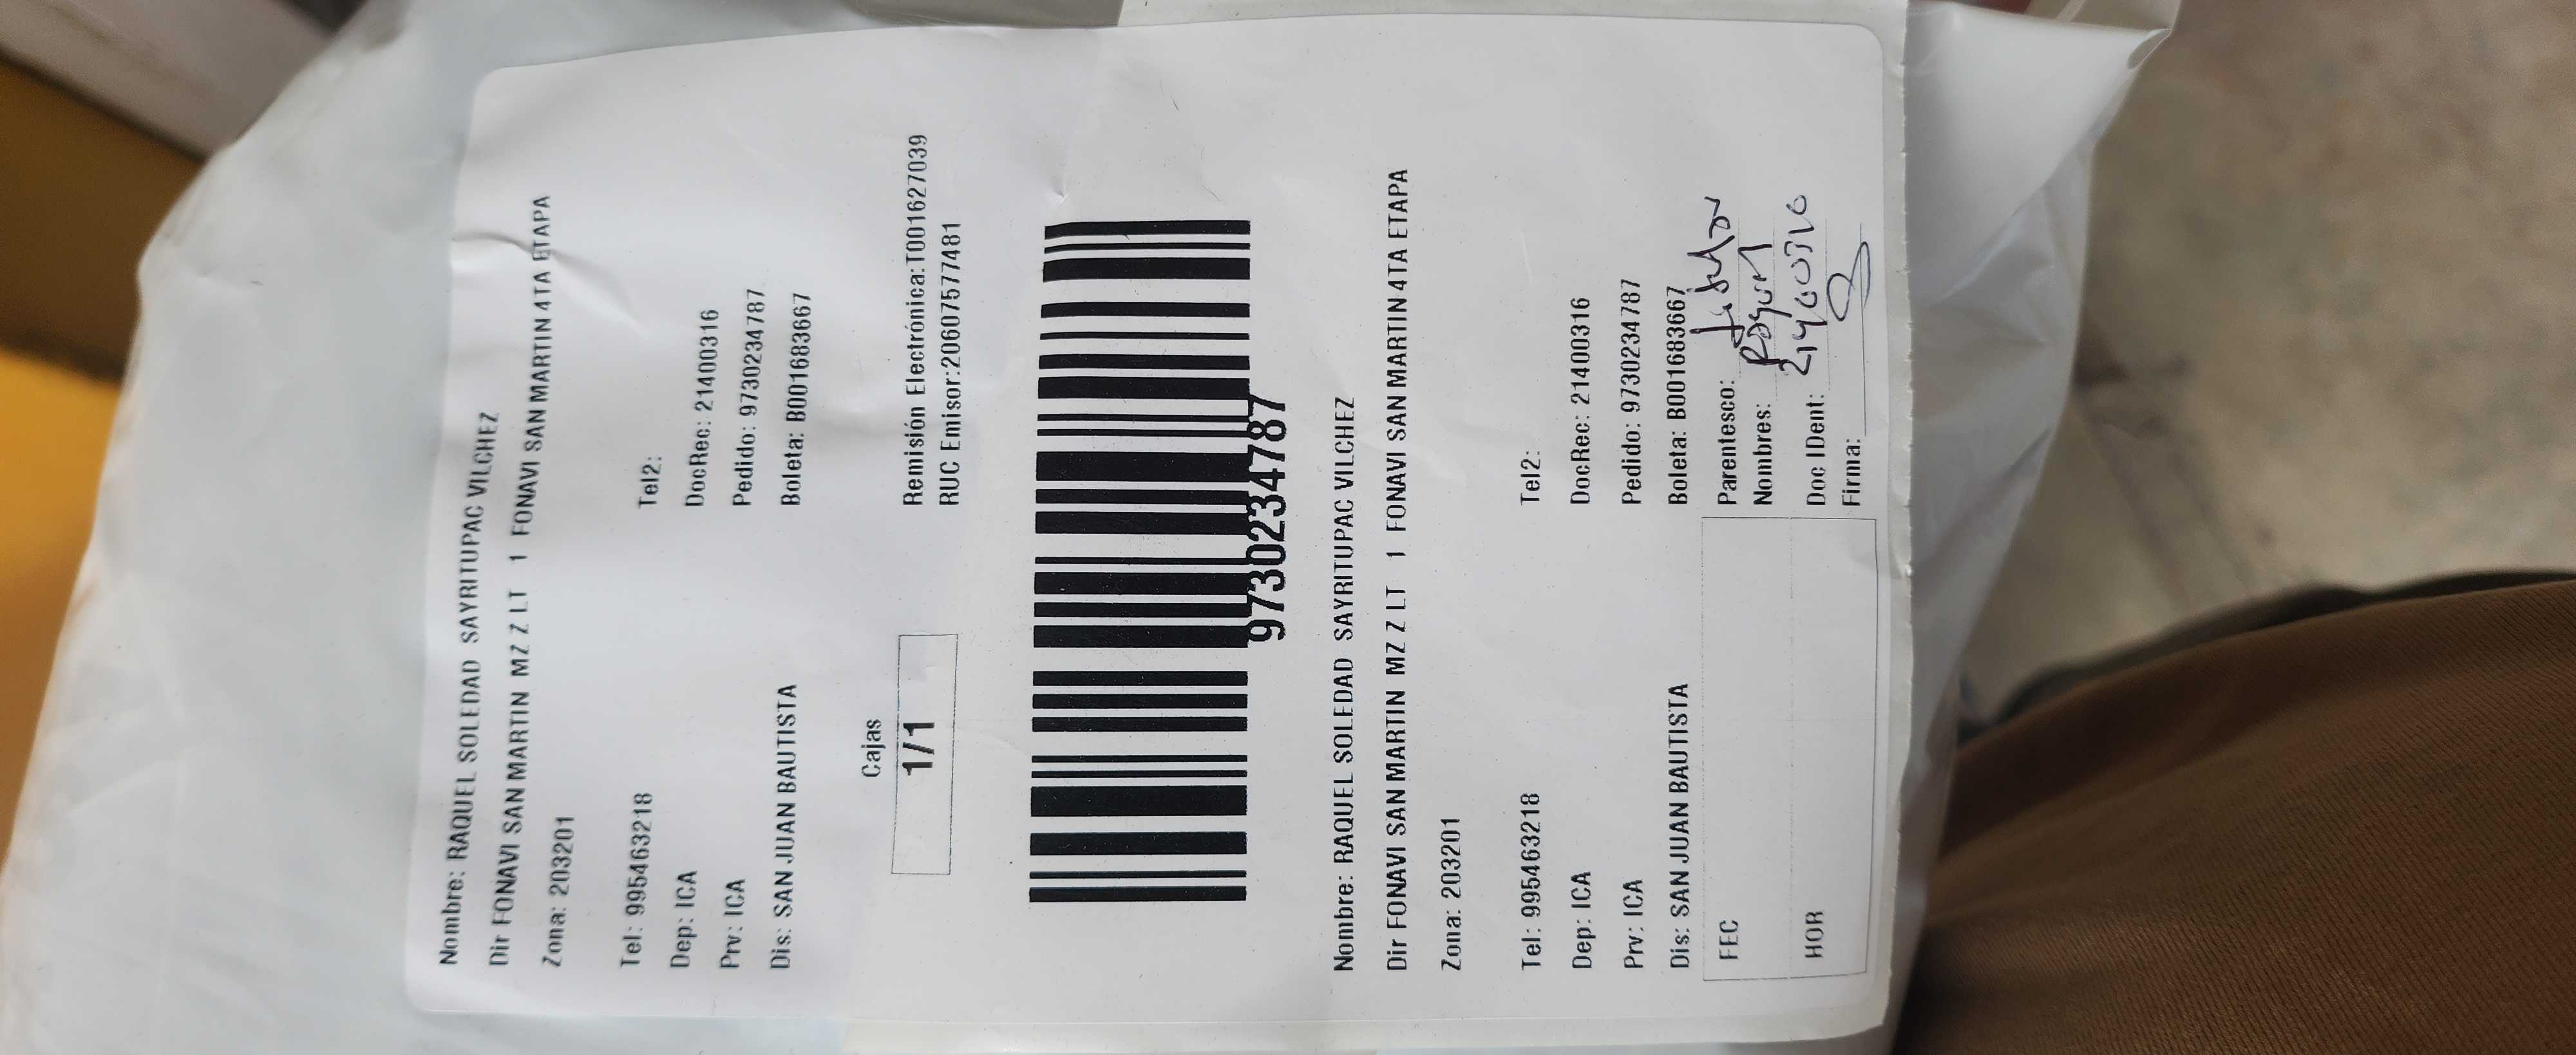 Nombre: RAQUEL SOLEDAD SAYRITUPAC VILCHEZ
Dir FONAVI SAN MARTIN MZ Z LT 1 FONAVI SAN MARTIN 4TA ETAPA
Zona: 203201
Tel: 995463218 Tel2:
Dep: ICA DocRec: 21400316
Prv: ICA Pedido: 9730234787
Dis: SAN JUAN BAUTISTA Boleta: B001683667
Cajas
1/1
Remisión Electrónica:T001627039
RUC Emisor:20607577481
9730234787
Nombre: RAQUEL SOLEDAD SAYRITUPAC VILCHEZ
Dir FONAVI SAN MARTIN MZ Z LT 1 FONAVI SAN MARTIN 4TA ETAPA
Zona: 203201
Tel: 995463218 Tel2:
Dep: ICA DocRec: 21400316
Prv: ICA Pedido: 9730234787
Dis: SAN JUAN BAUTISTA Boleta: B001683667
FEC
HOR
Parentesco:
Nombres:
Doc IDent:
Firma: